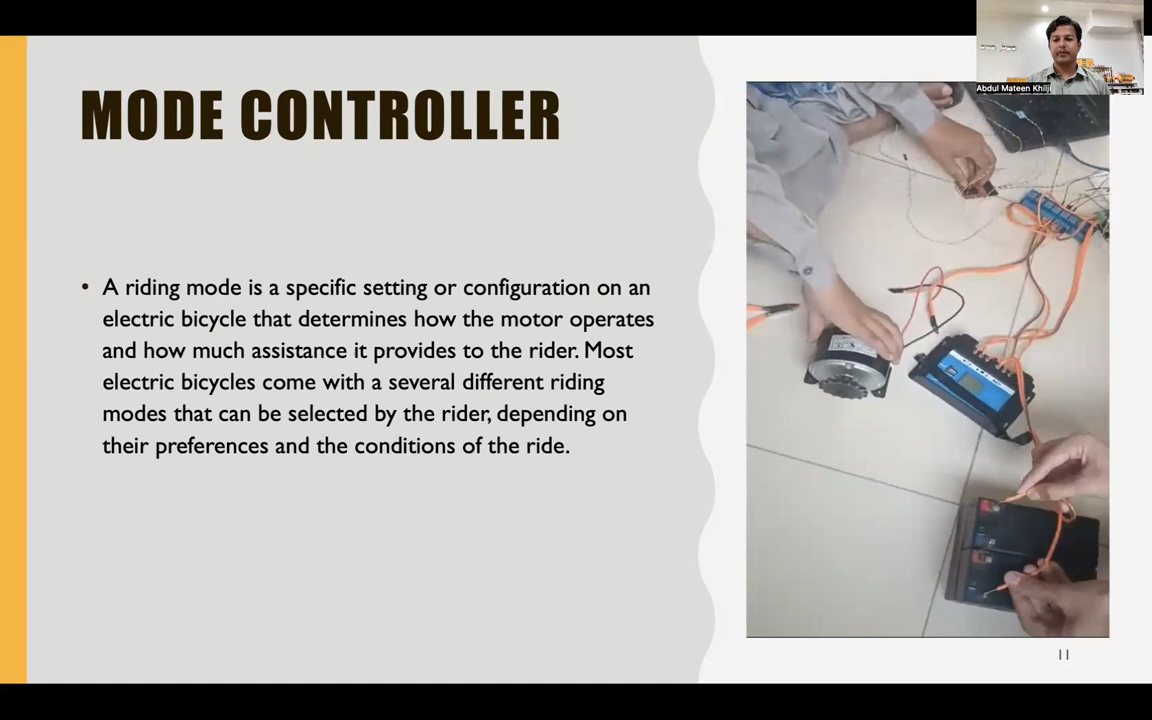 Abdul Mateen Khilji
MODE CONTROLLER
• A riding mode is a specific setting or configuration on an
electric bicycle that determines how the motor operates
and how much assistance it provides to the rider. Most
electric bicycles come with a several different riding
modes that can be selected by the rider, depending on
their preferences and the conditions of the ride.
11